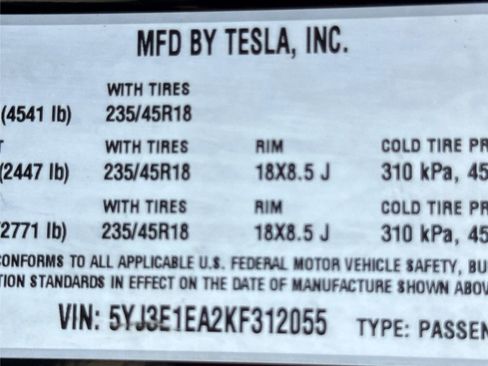 MFD BY TESLA, INC.
WITH TIRES
(4541 lb) 235/45R18
WITH TIRES RIM COLD TIRE PR
(2447 lb) 235/45R18 18X8.5 J 310 kPa, 45
WITH TIRES RIM COLD TIRE PR
2771 lb) 235/45R18 18X8.5 J 310 kPa, 45
CONFORMS TO ALL APPLICABLE U.S. FEDERAL MOTOR VEHICLE SAFETY, BU
TION STANDARDS IN EFFECT ON THE DATE OF MANUFACTURE SHOWN ABOV
VIN: 5YJ3E1EA2KF312055 TYPE: PASSEN